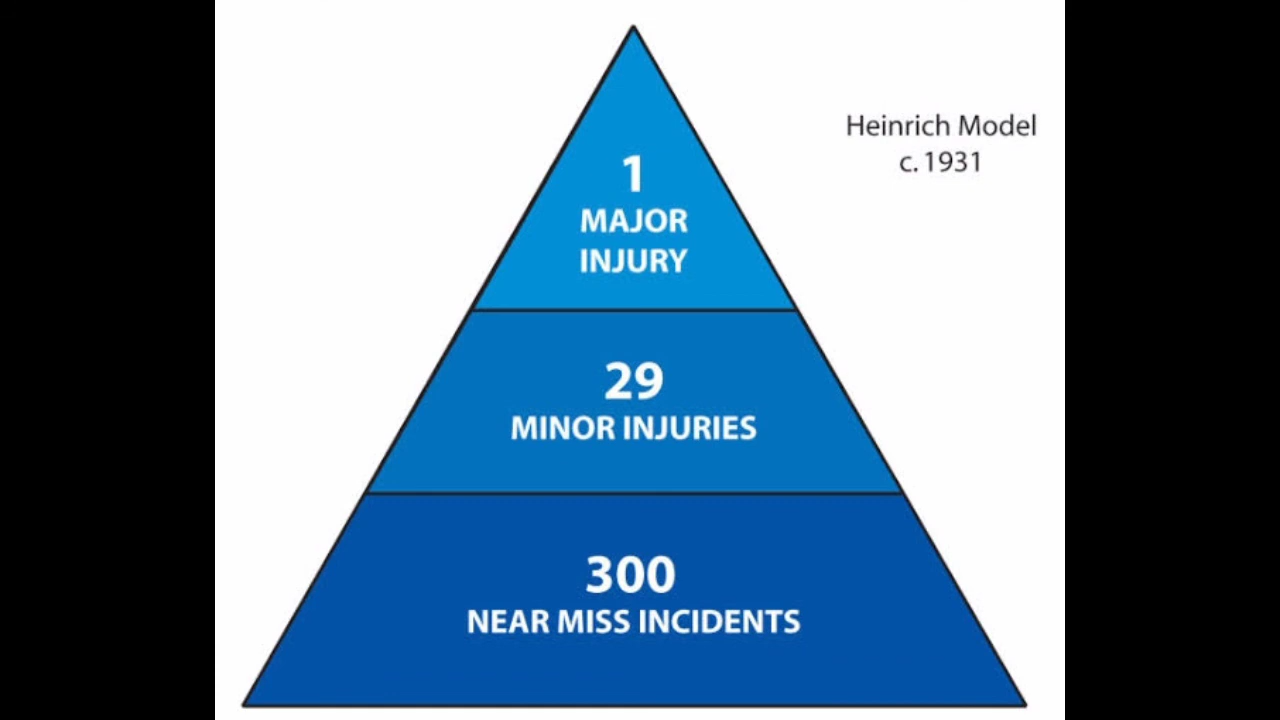 Heinrich Model
c. 1931
1
MAJOR
INJURY
29
MINOR INJURIES
300
NEAR MISS INCIDENTS